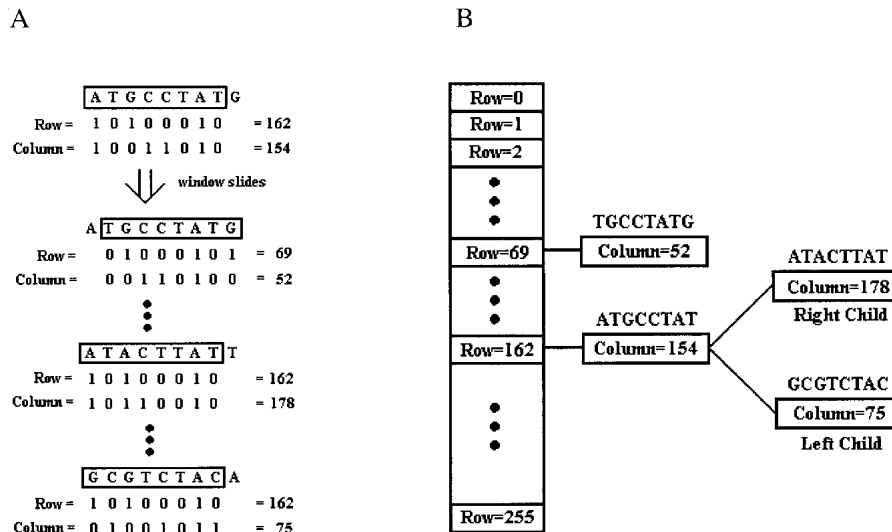 A
A T G C C T A T G
Row = 1 0 1 0 0 0 1 0 = 162
Column = 1 0 0 1 1 0 1 0 = 154
window slides
A T G C C T A T G
0 1 0 0 0 1 0 1 = 69
0 0 1 1 0 1 0 0 = 52
Row =
Column =
A T A C T T A T T
Row = 1 0 1 0 0 0 1 0 = 162
Column = 1 0 1 1 0 0 1 0 = 178
G C G T C T A C A
Row = 1 0 1 0 0 0 1 0 = 162
Column = 0 1 0 0 1 0 1 1 = 75
B
Row=0
Row=1
Row=2
Row=69
Row=162
Row=255
TGCCTATG
Column=52
ATGCCTAT
Column=154
ATACTTAT
Column=178
Right Child
GCGTCTAC
Column=75
Left Child